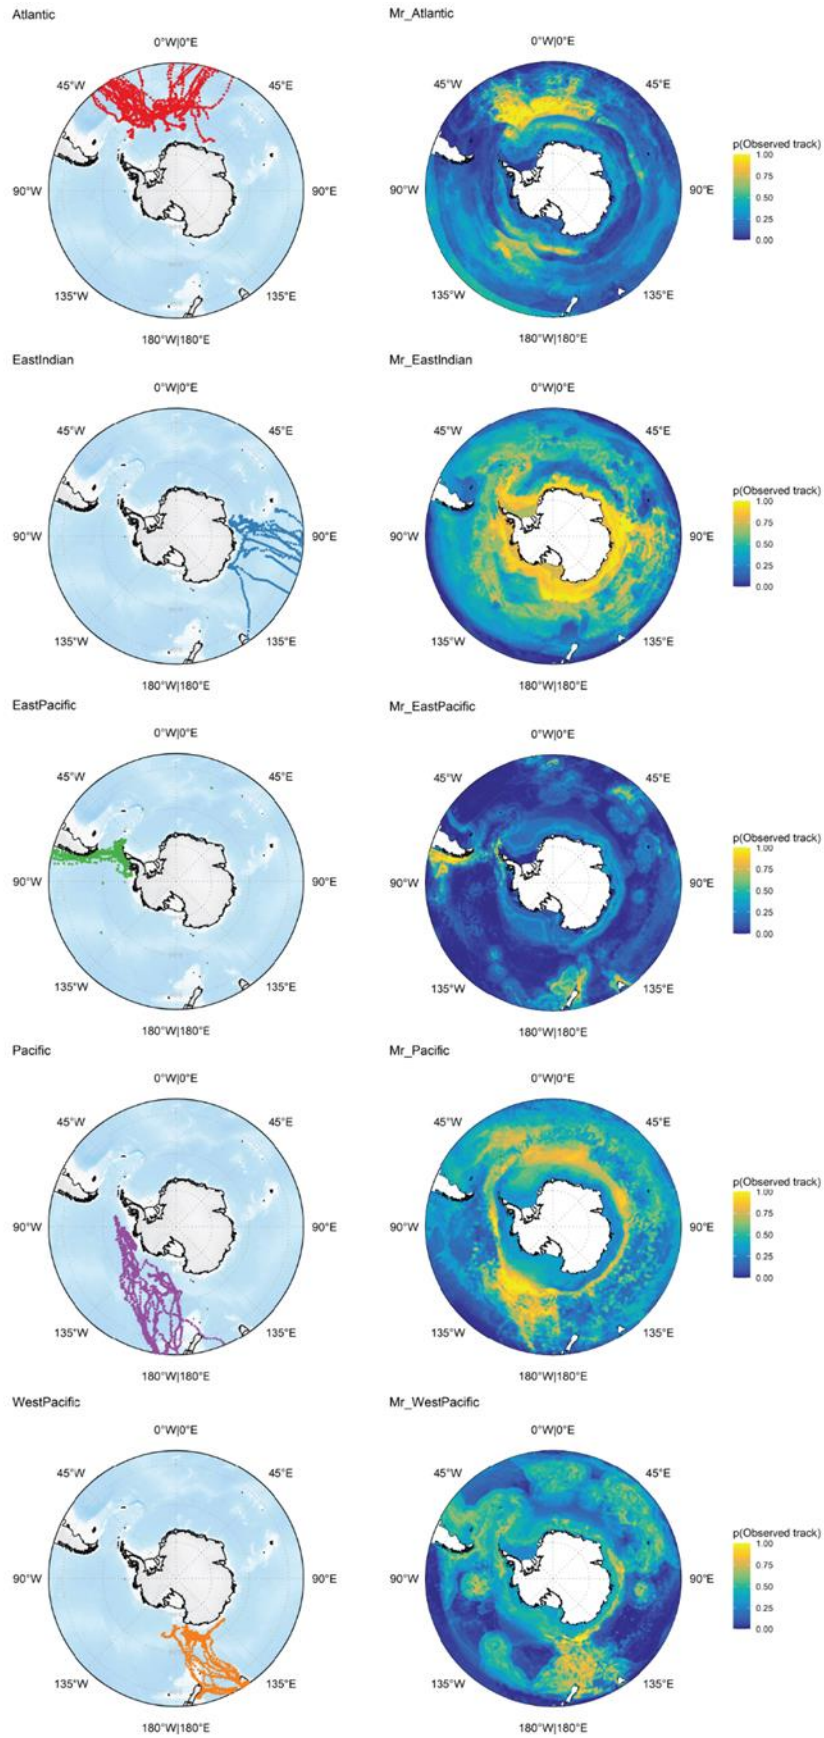 Atlantic
Mr_Atlantic
0°W|0°E
0°W|0°E
45°W
45°E
45°W
45°E
p(Observed track)
1.00
0.75
0.50
0.25
0.00
90°W
90°E
90°W
90°E
135°W
135°E
135°W
135°E
180°W|180°E
180°W|180°E
EastIndian
Mr_EastIndian
0°W|0°E
0°W|0°E
45°W
45°E
45°W
45°E
p(Observed track)
1.00
0.75
0.50
0.25
0.00
90°W
90°E
90°W
90°E
135°W
135°E
135°W
135°E
180°W|180°E
180°W|180°E
EastPacific
Mr_EastPacific
0°W|0°E
0°W|0°E
45°W
45°E
45°W
45°E
p(Observed track)
1.00
0.75
0.50
0.25
0.00
90°W
90°E
90°W
90°E
135°W
135°E
135°W
135°E
180°W|180°E
180°W|180°E
Pacific
Mr_Pacific
0°W|0°E
0°W|0°E
45°W
45°E
45°W
45°E
p(Observed track)
1.00
0.75
0.50
0.25
0.00
90°W
90°E
90°W
90°E
135°W
135°E
135°W
135°E
180°W|180°E
180°W|180°E
WestPacific
Mr_WestPacific
0°W|0°E
0°W|0°E
45°W
45°E
45°W
45°E
p(Observed track)
1.00
0.75
0.50
0.25
0.00
90°W
90°E
90°W
90°E
135°W
135°E
135°W
135°E
180°W|180°E
180°W|180°E